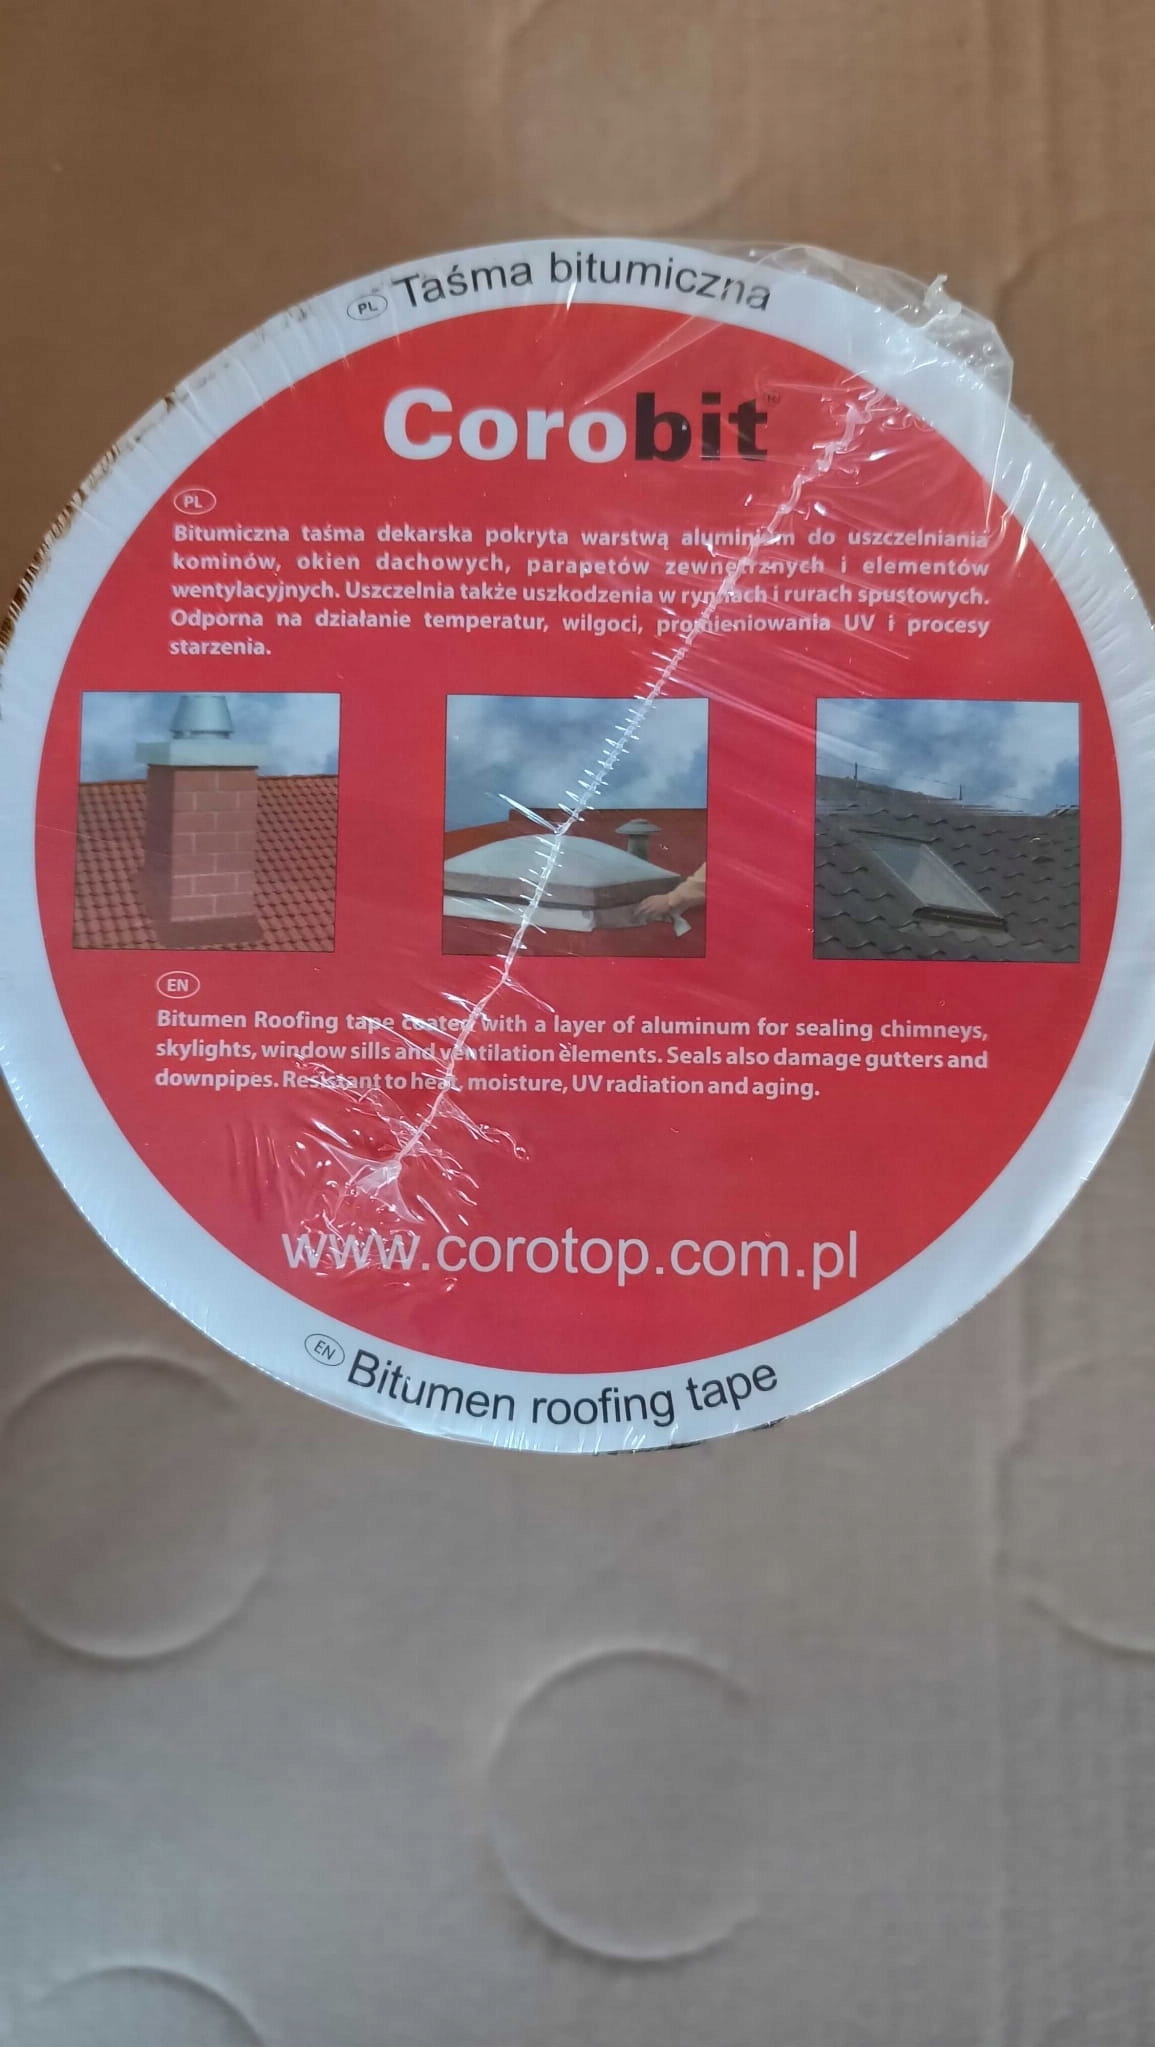 PL Taśma bitumiczna
Corobit®
PL
Bitumiczna taśma dekarska pokryta warstwą aluminium do uszczelniania
kominów, okien dachowych, parapetów zewnętrznych i elementów
wentylacyjnych. Uszczelnia także uszkodzenia w rynnach i rurach spustowych.
Odporna na działanie temperatur, wilgoci, promieniowania UV i procesy
starzenia.
EN
Bitumen Roofing tape coated with a layer of aluminum for sealing chimneys,
skylights, window sills and ventilation elements. Seals also damage gutters and
downpipes. Resistant to heat, moisture, UV radiation and aging.
www.corotop.com.pl
EN Bitumen roofing tape